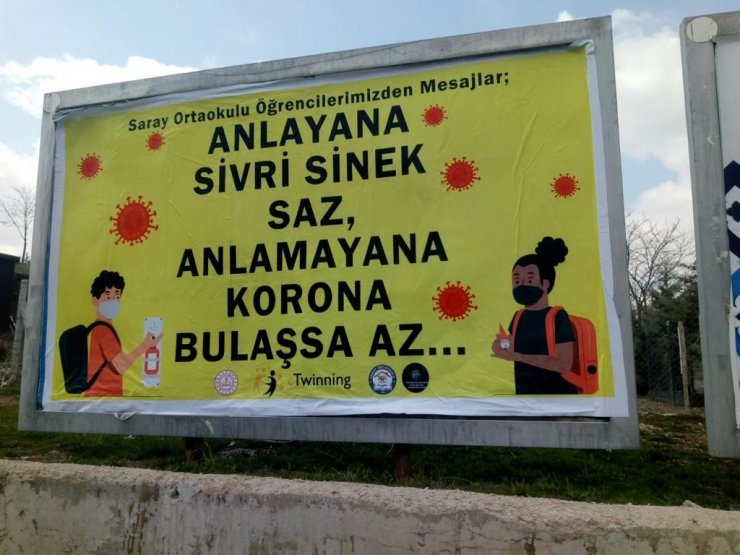 Saray Ortaokulu Öğrencilerimizden Mesajlar;
ANLAYANA
SİVRİ SİNEK
SAZ,
ANLAMAYANA
KORONA
BULAŞSA AZ...
Twinning